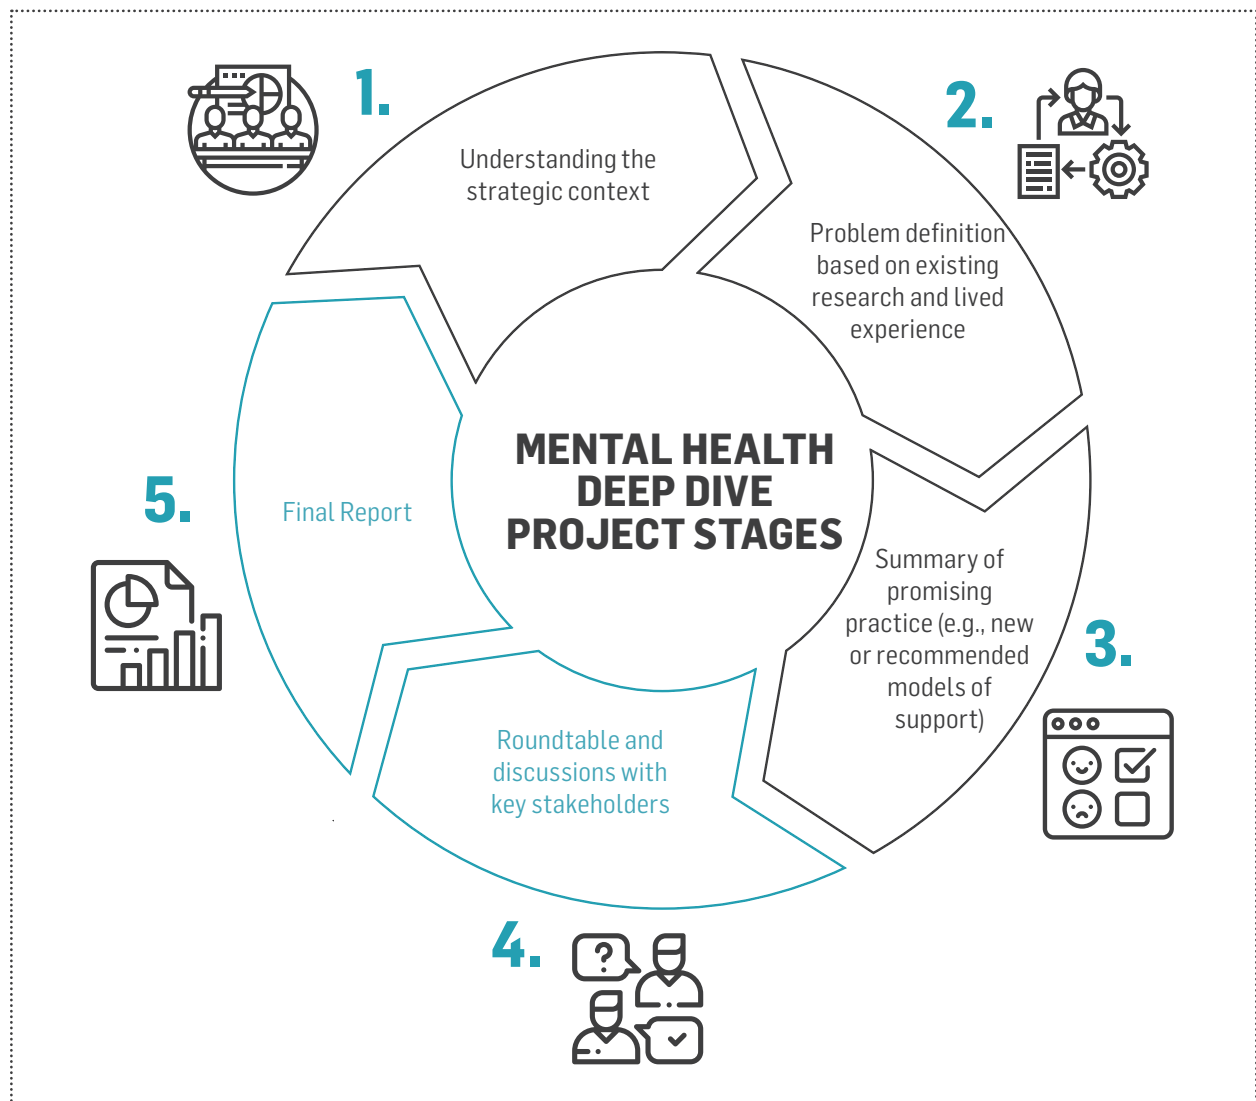 1.
Understanding the
strategic context
2.
Problem definition
based on existing
research and lived
experience
MENTAL HEALTH
DEEP DIVE
PROJECT STAGES
3.
Summary of
promising
practice (e.g., new
or recommended
models of
support)
4.
Roundtable and
discussions with
key stakeholders
5.
Final Report